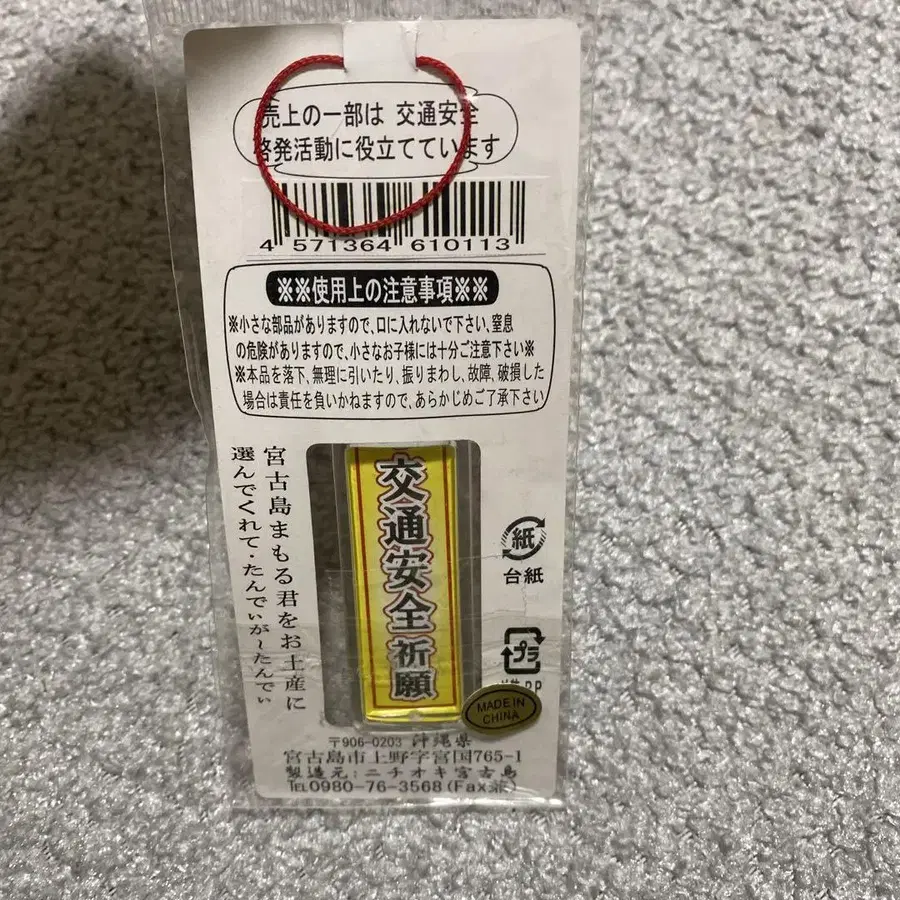 売上の一部は 交通安全
啓発活動に役立てています
4 571364 610113
※※使用上の注意事項※※
※小さな部品がありますので、口に入れないで下さい、窒息
の危険がありますので、小さなお子様には十分ご注意下さい※
※本品を落下、無理に引いたり、振りまわし、故障、破損した
場合は責任を負いかねますので、あらかじめご了承下さい
宮古島まもる君をお土産に
選んでくれて・たんでぃが~たんでぃ
交通安全祈願
紙
台紙
プラ
MADE IN
CHINA
〒906-0203 沖縄県
宮古島市上野字宮国765-1
製造元:ニチオキ宮古島
℡0980-76-3568(Fax兼)